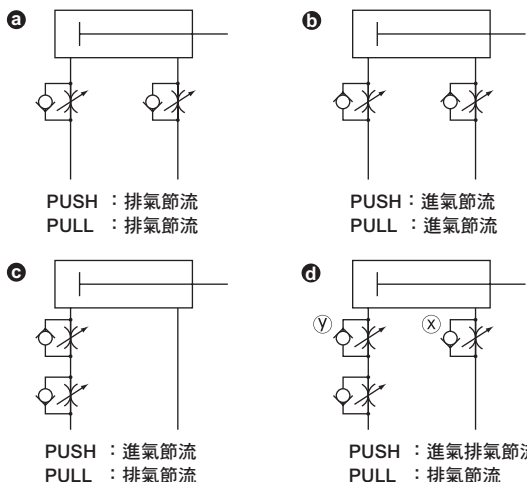 a
b
PUSH ：排氣節流
PULL ：排氣節流
PUSH：進氣節流
PULL ：進氣節流
c
d
y
x
PUSH ：進氣節流
PULL ：排氣節流
PUSH ：進氣排氣節流
PULL ：排氣節流